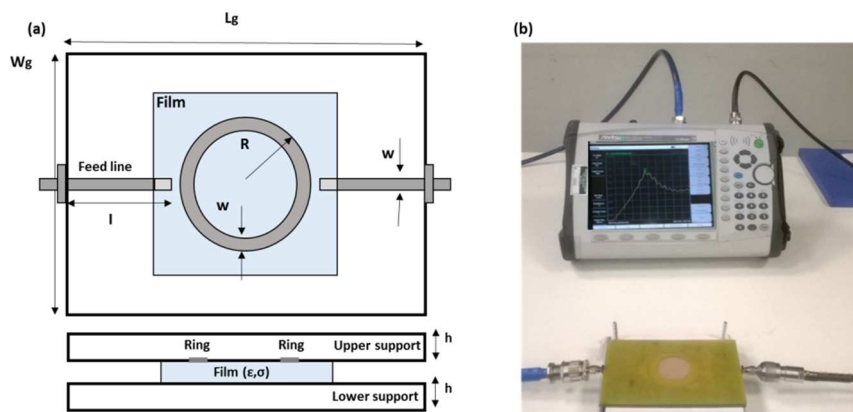 (a)
Lg
(b)
Wg
Film
R
Feed line
w
w
l
Ring
Ring
Upper support
h
Film (ε,σ)
h
Lower support